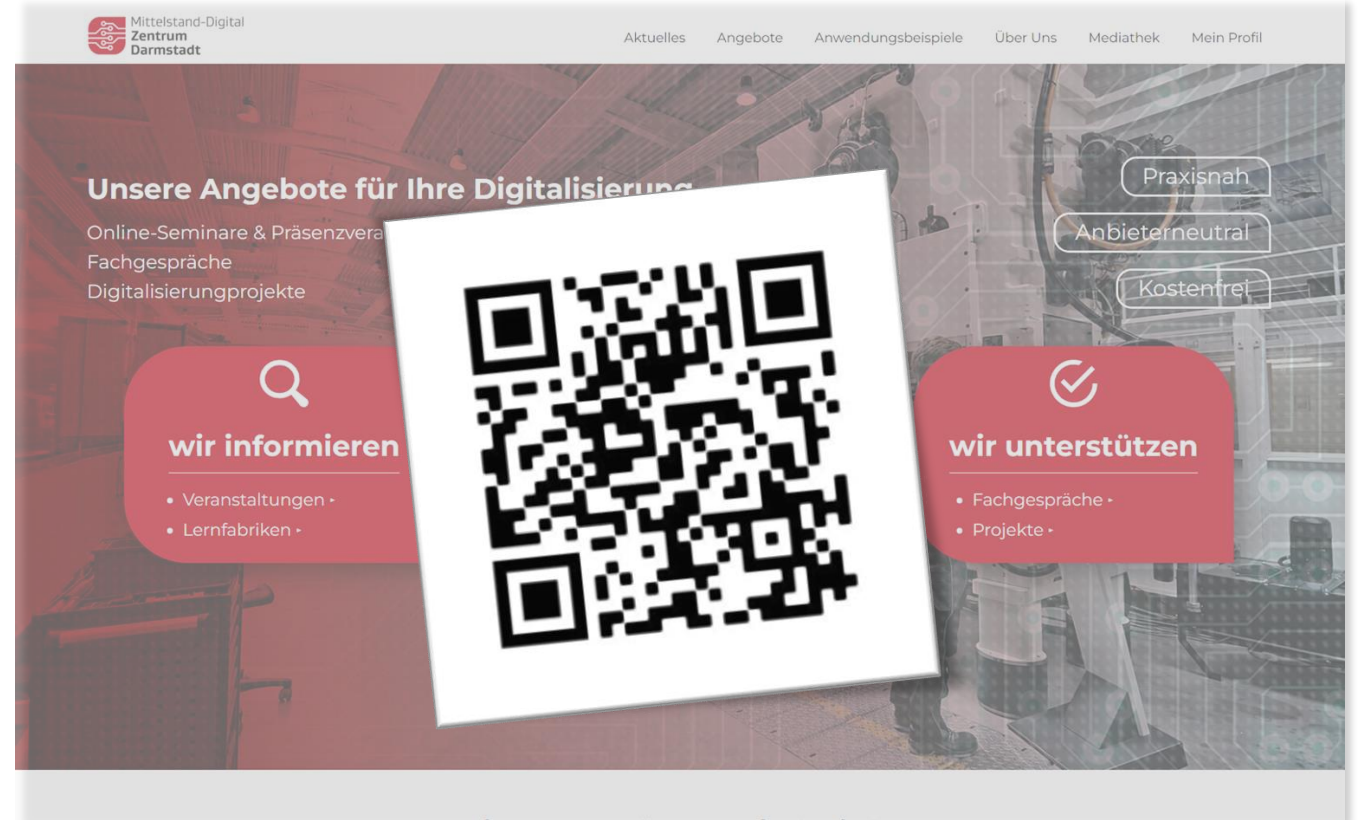 Mittelstand-Digital
Zentrum
Darmstadt
Aktuelles Angebote Anwendungsbeispiele Über Uns Mediathek Mein Profil
Unsere Angebote für Ihre Digitalisierung
Online-Seminare & Präsenzvera
Fachgespräche
Digitalisierungprojekte
Praxisnah
Anbieterneutral
Kostenfrei
wir informieren
• Veranstaltungen ▸
• Lernfabriken ▸
wir unterstützen
• Fachgespräche ▸
• Projekte ▸